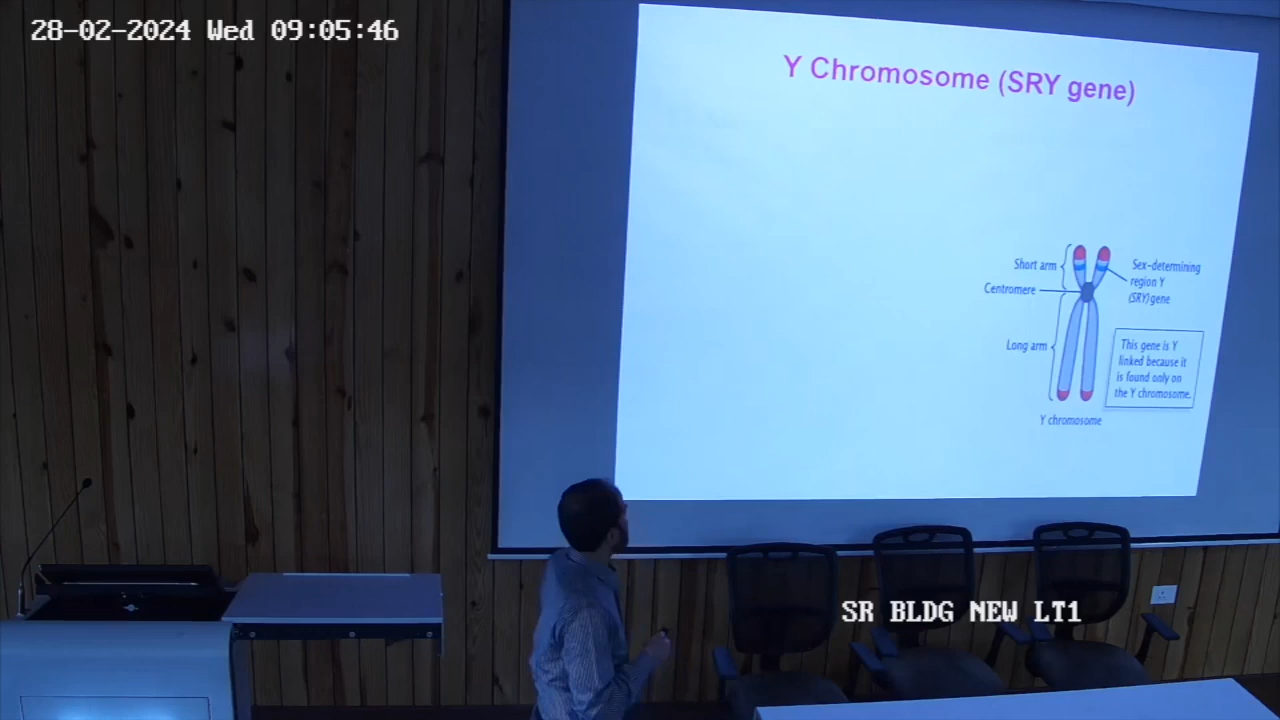 28-02-2024 Wed 09:05:46
Y Chromosome (SRY gene)
Short arm
Centromere
Long arm
Sex-determining
region Y
(SRY) gene
This gene is Y
linked because it
is found only on
the Y chromosome.
Y chromosome
SR BLDG NEW LT1